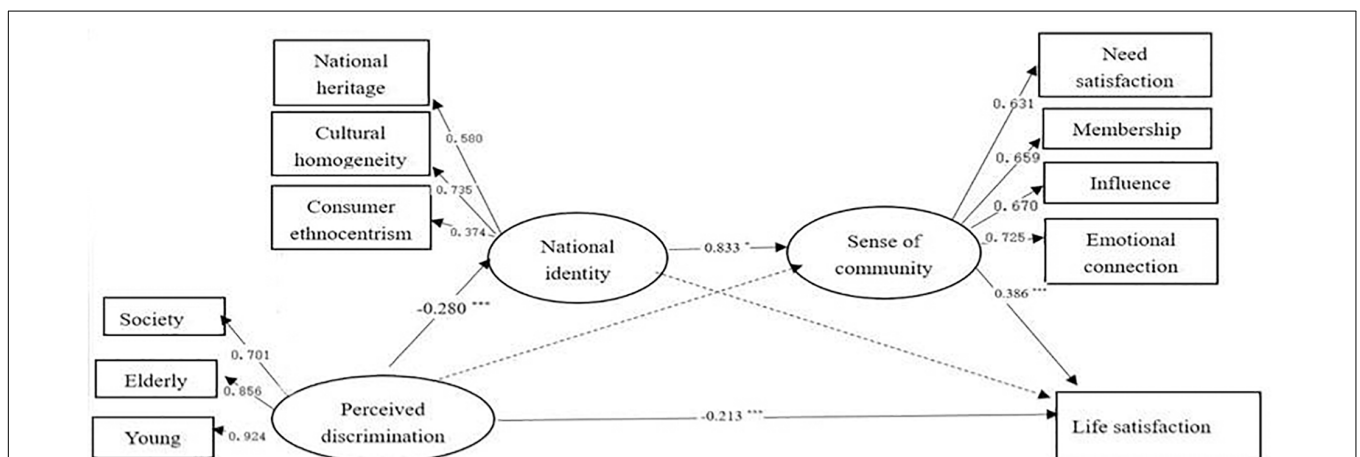 National
heritage
0.580
Cultural
homogeneity
0.735
Consumer
ethnocentrism
0.374
National
identity
0.833 *
Sense of
community
Need
satisfaction
0.631
Membership
0.659
Influence
0.670
Emotional
connection
0.725
0.386 ***
-0.280 ***
Society
0.701
Elderly
0.856
Young
0.924
Perceived
discrimination
-0.213 ***
Life satisfaction